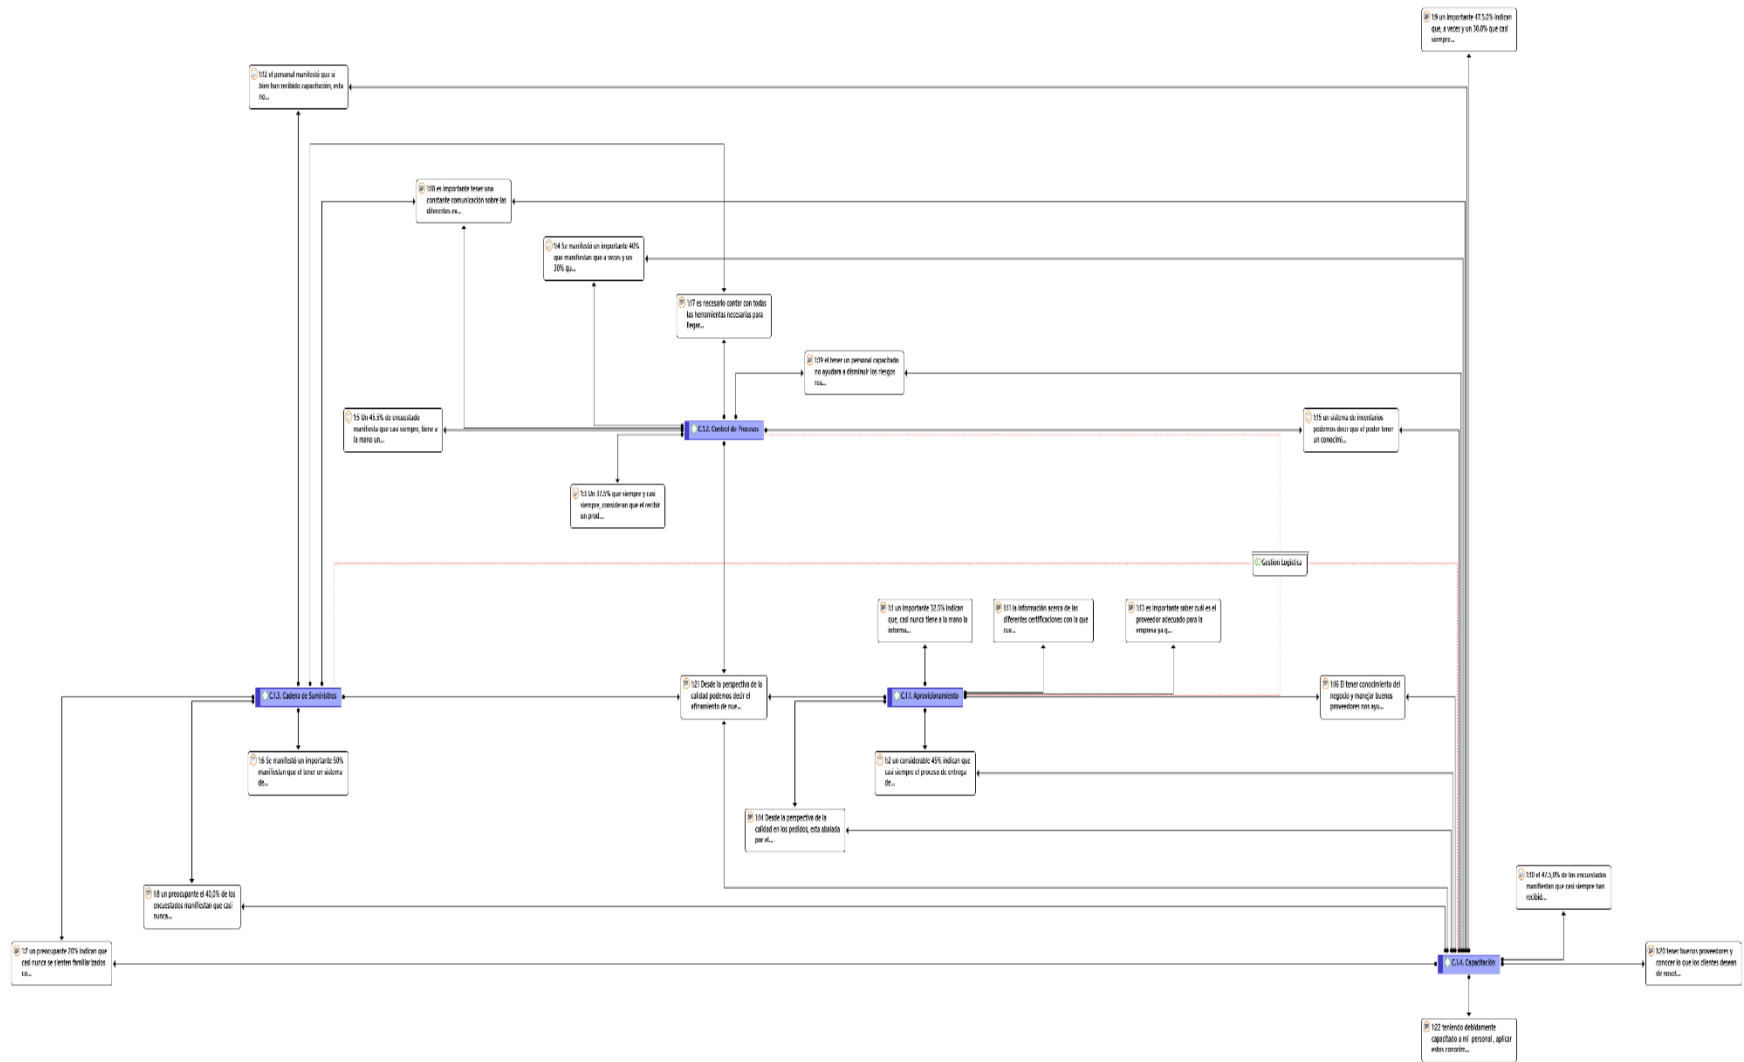 1:9 un importante 47.5.0% indican
que, a veces y un 30.0% que casi
siempre...
1:12 el personal manifestó que si
bien han recibido capacitación, esta
no...
1:18 es importante tener una
constante comunicación sobre las
diferentes
1:4 Se manifestó un importante 40%
que manifiestan que a veces y un
30% qu...
1:17 es necesario contar con todas
las herramientas necesarias para
llegar...
1:19 el tener un personal capacitado
no ayudara a disminuir los riesgos
1:5 Un 45.5% de encuestado
manifiesta que casi siempre, tiene a
la mano un...
C.1.2. Control de Procesos
1:15 un sistema de inventarios
podemos decir que el poder tener
un conocimi...
1:3 Un 37.5% que siempre y casi
siempre, consideran que el recibir
un prod...
Gestion Logística
1:1 un importante 32.5% indican
que, casi nunca tiene a la mano la
informa...
1:11 la información acerca de las
diferentes certificaciones con la que
cue...
1:13 es importante saber cuál es el
proveedor adecuado para la
empresa ya q...
C.1.3. Cadena de Suministros
1:21 Desde la perspectiva de la
calidad podemos decir el
afinamiento de nue...
C.1.1. Aprovicionamiento
1:16 El tener conocimiento del
negocio y manejar buenos
proveedores nos ayu...
1:6 Se manifestó un importante 50%
manifiestan que el tener un sistema
de...
1:2 un considerable 45% indican que
casi siempre el proceso de entrega
de...
1:14 Desde la perspectiva de la
calidad en los pedidos, esta abalada
por el...
1:8 un preocupante el 40,0% de los
encuestados manifiestan que casi
nunca...
1:10 el 47.5,0% de los encuestados
manifiestan que casi siempre han
recibid...
1:7 un preocupante 20% indican que
casi nunca se sienten familiarizados
co...
C.1.4. Capacitación
1:20 tener buenos proveedores y
conocer lo que los clientes desean
de nosot...
1:22 teniendo debidamente
capacitado a mi personal , aplicar
estos conocim...